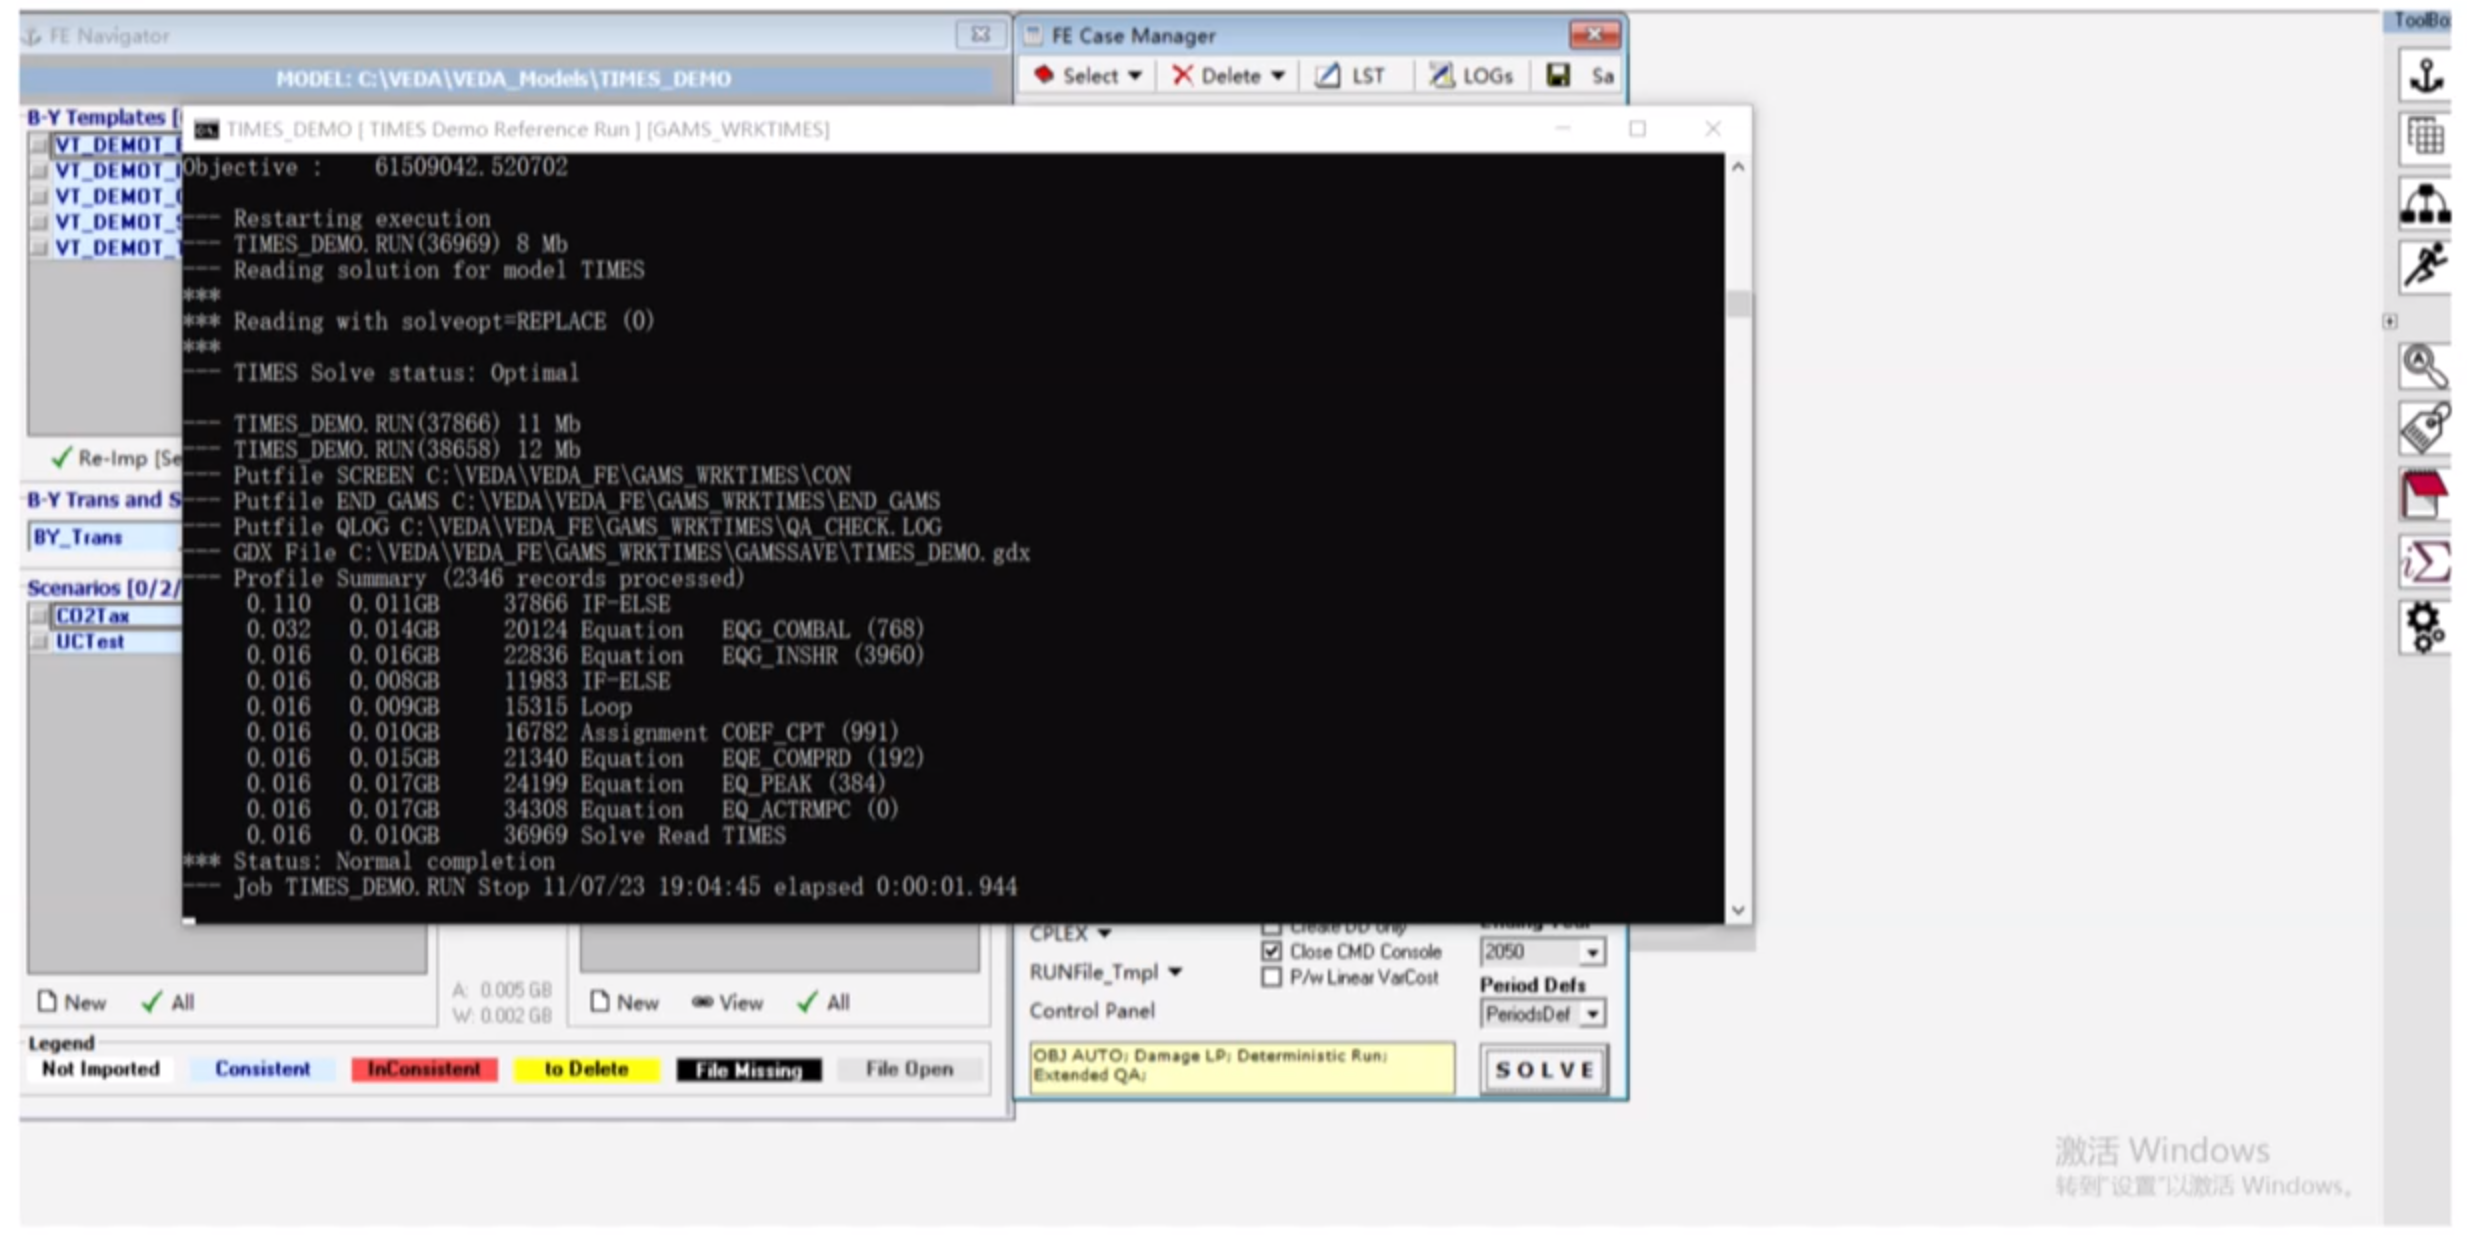 FE Navigator
MODEL: C:\VEDA\VEDA_Models\TIMES_DEMO
B-Y Templates [
VT_DEMOT_
VT_DEMOT_
VT_DEMOT_
VT_DEMOT_
VT_DEMOT_
Re-Imp [Se
B-Y Trans and S
BY_Trans
Scenarios [0/2/
CO2Tax
UCTest
FE Case Manager
Select
Delete
LST
LOGs
Sa
ToolBo
TIMES_DEMO [ TIMES Demo Reference Run ] [GAMS_WRKTIMES]
Objective :    61509042.520702
--- Restarting execution
--- TIMES_DEMO.RUN(36969) 8 Mb
--- Reading solution for model TIMES
***
*** Reading with solveopt=REPLACE (0)
***
--- TIMES Solve status: Optimal
--- TIMES_DEMO.RUN(37866) 11 Mb
--- TIMES_DEMO.RUN(38658) 12 Mb
--- Putfile SCREEN C:\VEDA\VEDA_FE\GAMS_WRKTIMES\CON
--- Putfile END_GAMS C:\VEDA\VEDA_FE\GAMS_WRKTIMES\END_GAMS
--- Putfile QLOG C:\VEDA\VEDA_FE\GAMS_WRKTIMES\QA_CHECK.LOG
--- GDX File C:\VEDA\VEDA_FE\GAMS_WRKTIMES\GAMSSAVE\TIMES_DEMO.gdx
--- Profile Summary (2346 records processed)
0.110   0.011GB     37866 IF-ELSE
0.032   0.014GB     20124 Equation   EQG_COMBAL (768)
0.016   0.016GB     22836 Equation   EQG_INSHR (3960)
0.016   0.008GB     11983 IF-ELSE
0.016   0.009GB     15315 Loop
0.016   0.010GB     16782 Assignment COEF_CPT (991)
0.016   0.015GB     21340 Equation   EQE_COMPRD (192)
0.016   0.017GB     24199 Equation   EQ_PEAK (384)
0.016   0.017GB     34308 Equation   EQ_ACTRMPC (0)
0.016   0.010GB     36969 Solve Read TIMES
*** Status: Normal completion
--- Job TIMES_DEMO.RUN Stop 11/07/23 19:04:45 elapsed 0:00:01.944
New
All
A: 0.005 GB
W: 0.002 GB
New
View
All
Legend
Not Imported
Consistent
InConsistent
to Delete
File Missing
File Open
CPLEX
RUNFile_Tmpl
Control Panel
Create DD only
Close CMD Console
P/w Linear VarCost
Ending Year
2050
Period Defs
PeriodsDef
OBJ AUTO; Damage LP; Deterministic Run;
Extended QA;
SOLVE
激活 Windows
转到"设置"以激活 Windows。
iΣ